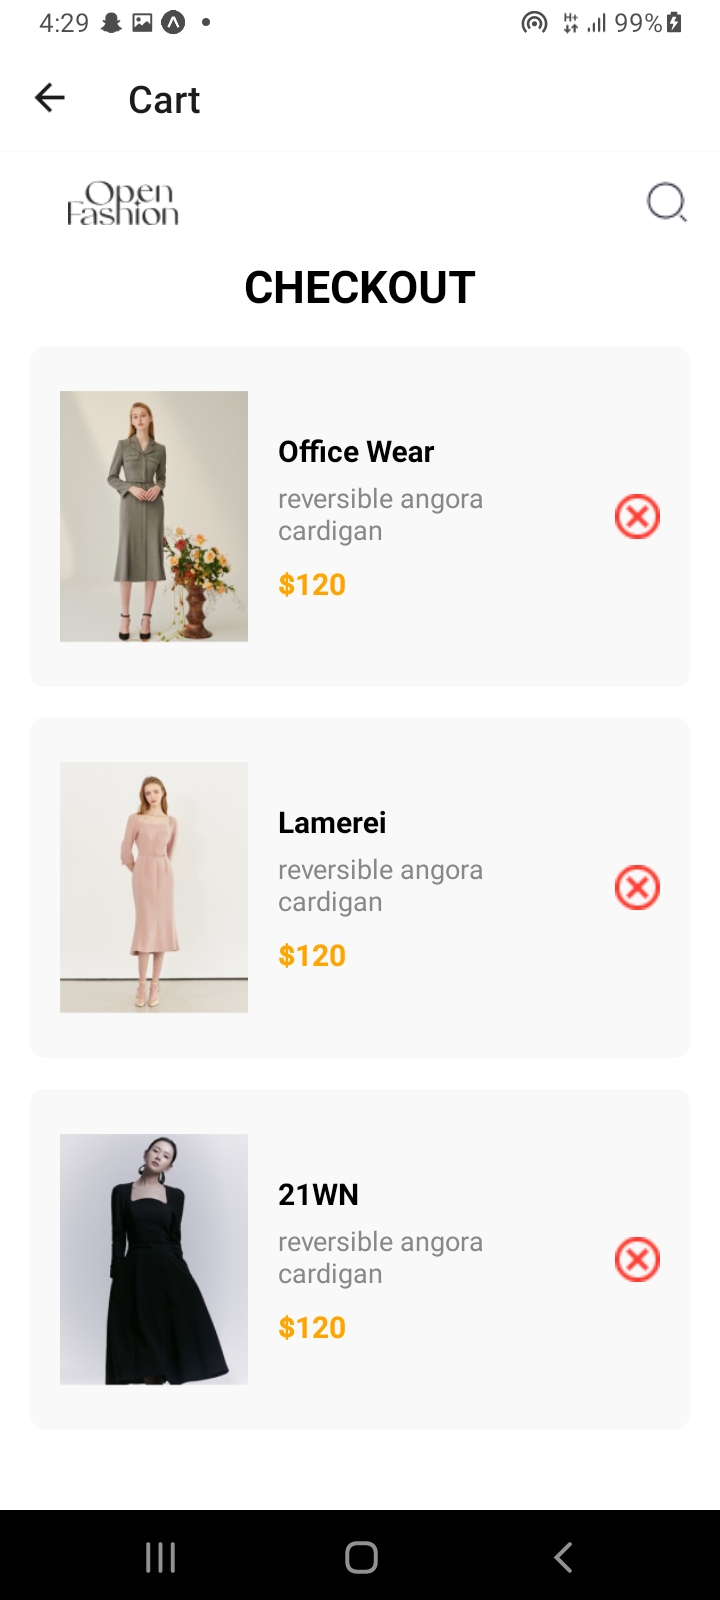 4:29 99%
Cart
Open
Fashion
CHECKOUT
Office Wear
reversible angora
cardigan
$120
Lamerei
reversible angora
cardigan
$120
21WN
reversible angora
cardigan
$120